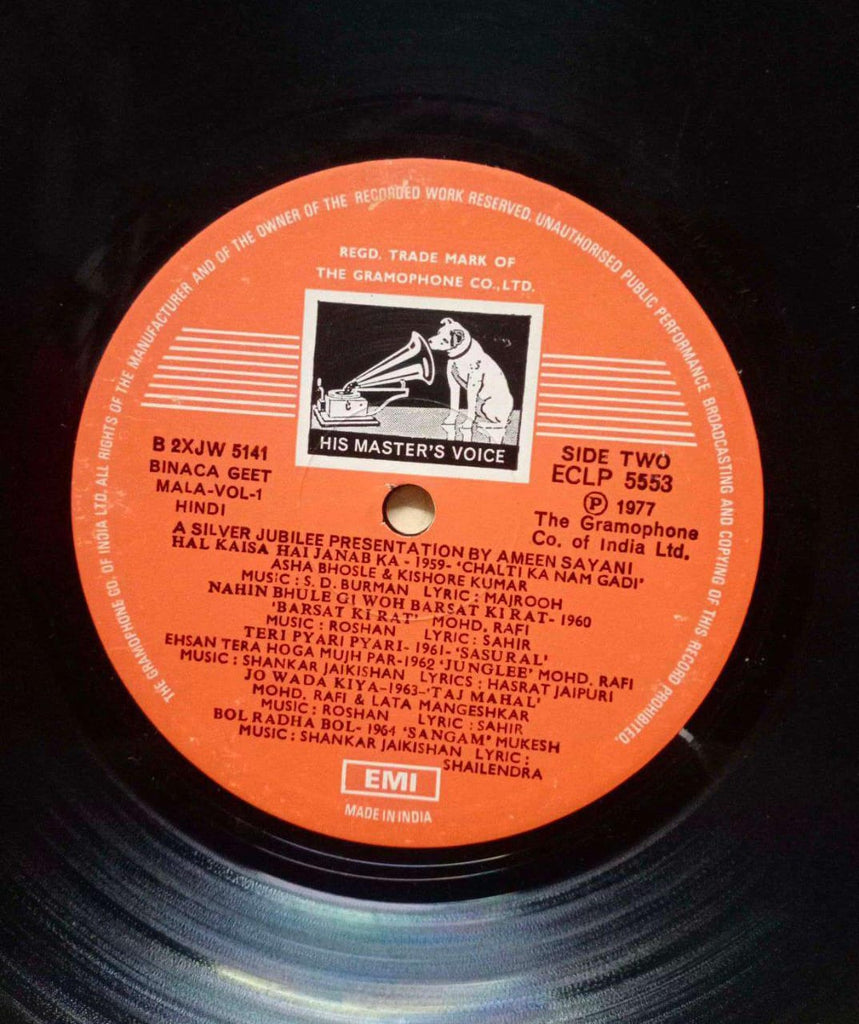 THE GRAMOPHONE CO. OF INDIA LTD. ALL RIGHTS OF THE MANUFACTURER AND OF THE OWNER OF THE RECORDED WORK RESERVED. UNAUTHORISED PUBLIC PERFORMANCE BROADCASTING AND COPYING OF THIS RECORD PROHIBITED.
REGD. TRADE MARK OF
THE GRAMOPHONE CO.,LTD.
HIS MASTER'S VOICE
B 2XJW 5141
BINACA GEET
MALA-VOL-1
HINDI
SIDE TWO
ECLP 5553
Ⓟ 1977
The Gramophone
Co. of India Ltd.
A SILVER JUBILEE PRESENTATION BY AMEEN SAYANI
HAL KAISA HAI JANAB KA - 1959- 'CHALTI KA NAM GADI'
ASHA BHOSLE & KISHORE KUMAR
MUSIC : S. D. BURMAN LYRIC : MAJROOH
NAHIN BHULE GI WOH BARSAT KI RAT- 1960
'BARSAT KI RAT' MOHD. RAFI
MUSIC : ROSHAN LYRIC : SAHIR
TERI PYARI PYARI- 1961- 'SASURAL'
EHSAN TERA HOGA MUJH PAR-1962 'JUNGLEE' MOHD. RAFI
MUSIC : SHANKAR JAIKISHAN LYRICS : HASRAT JAIPURI
JO WADA KIYA-1963-'TAJ MAHAL'
MOHD. RAFI & LATA MANGESHKAR
MUSIC : ROSHAN LYRIC : SAHIR
BOL RADHA BOL- 1964 'SANGAM' MUKESH
MUSIC : SHANKAR JAIKISHAN LYRIC :
SHAILENDRA
EMI
MADE IN INDIA